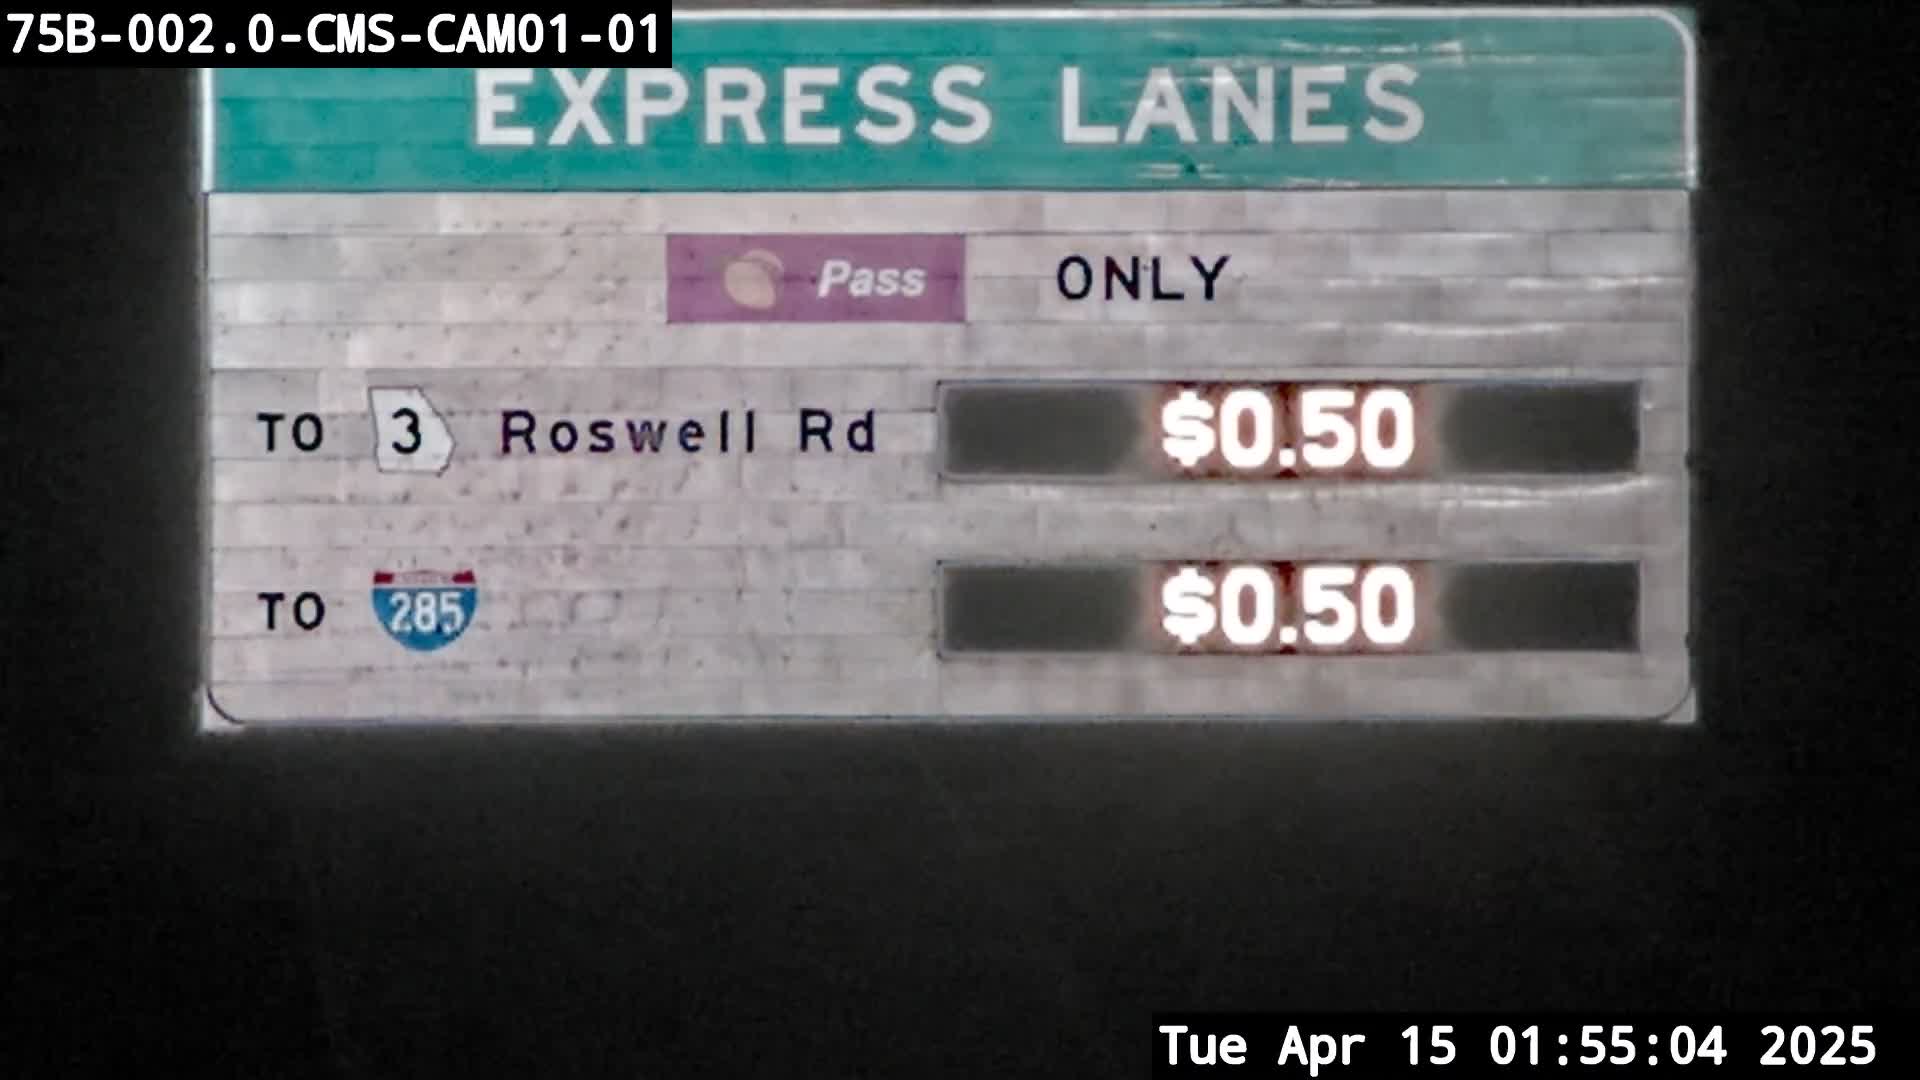 75B-002.0-CMS-CAM01-01
EXPRESS LANES
Pass ONLY
TO 3 Roswell Rd $0.50
TO 285 $0.50
Tue Apr 15 01:55:04 2025